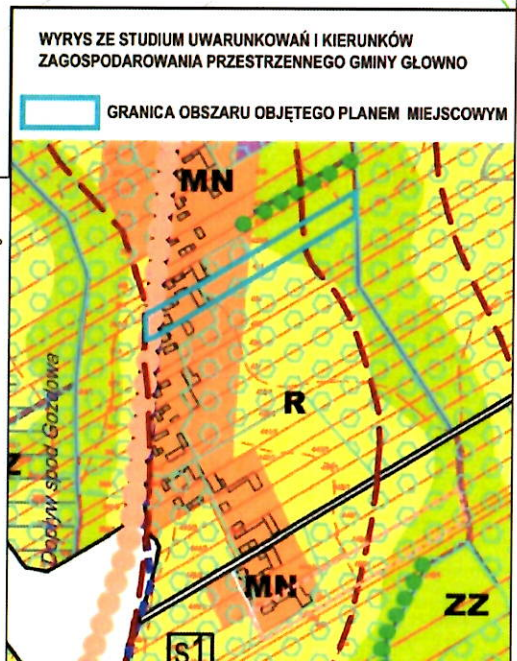 WYRYS ZE STUDIUM UWARUNKOWAŃ I KIERUNKÓW
ZAGOSPODAROWANIA PRZESTRZENNEGO GMINY GŁOWNO
GRANICA OBSZARU OBJĘTEGO PLANEM MIEJSCOWYM
MN
R
Dopływ spod Gozdowa
Z
MN
ZZ
s1